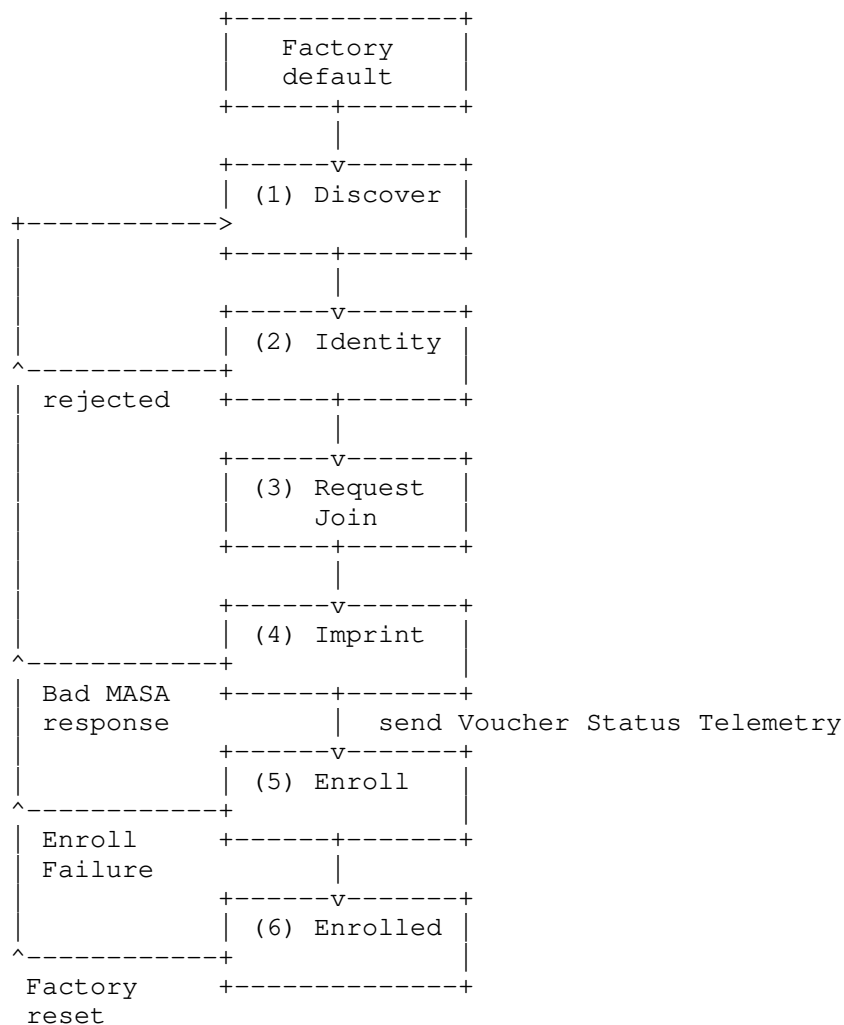 Factory
default
(1) Discover
(2) Identity
rejected
(3) Request
Join
(4) Imprint
Bad MASA
response
send Voucher Status Telemetry
(5) Enroll
Enroll
Failure
(6) Enrolled
Factory
reset